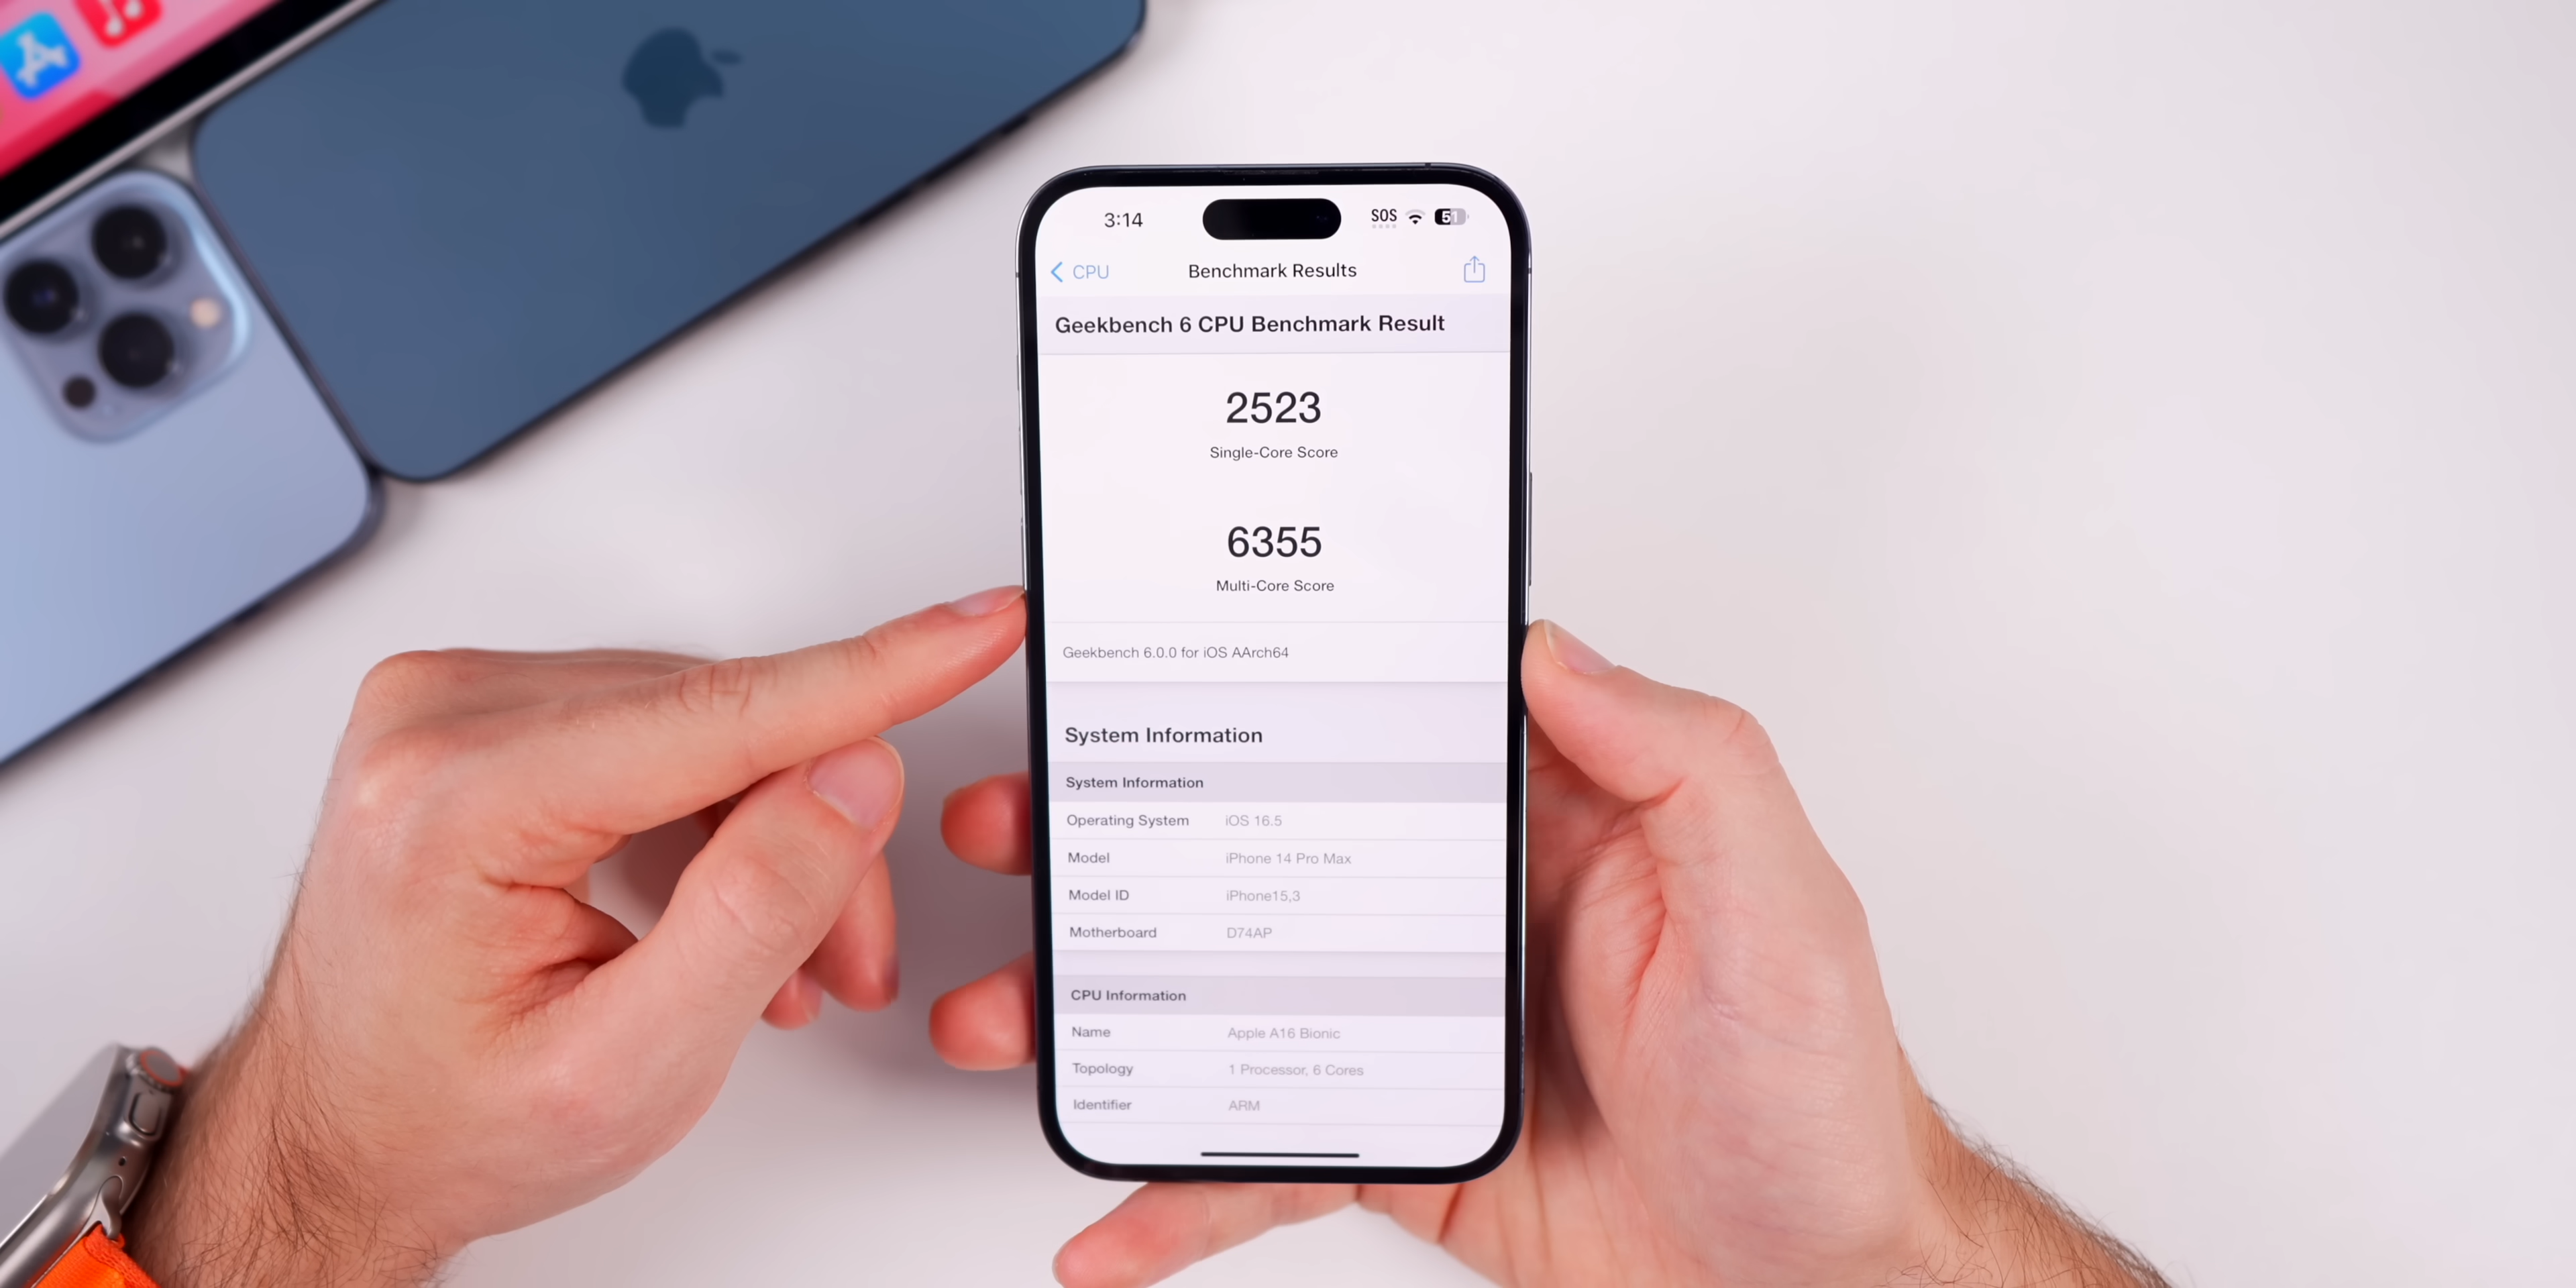 3:14 SOS 51
CPU Benchmark Results
Geekbench 6 CPU Benchmark Result
2523
Single-Core Score
6355
Multi-Core Score
Geekbench 6.0.0 for iOS AArch64
System Information
System Information
Operating System iOS 16.5
Model iPhone 14 Pro Max
Model ID iPhone15,3
Motherboard D74AP
CPU Information
Name Apple A16 Bionic
Topology 1 Processor, 6 Cores
Identifier ARM